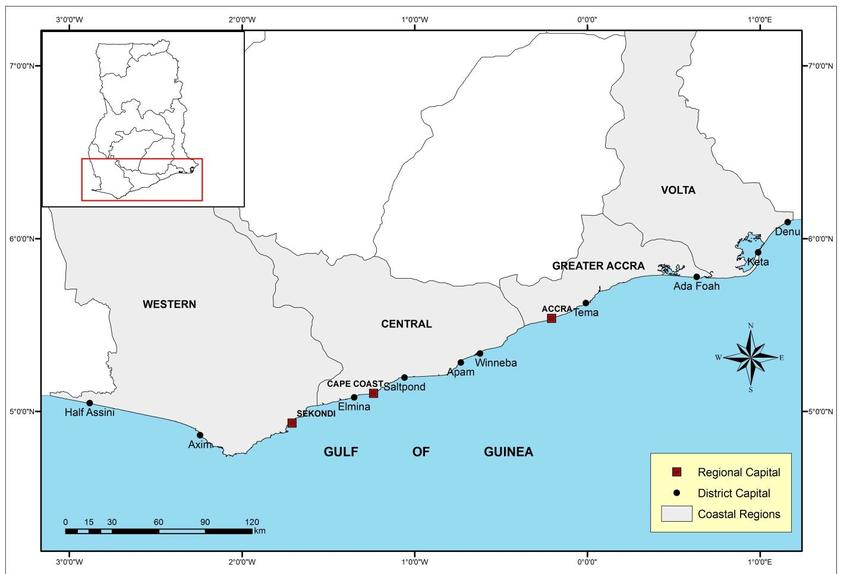 3°0'0"W 2°0'0"W 1°0'0"W 0°0'0" 1°0'0"E
7°0'0"N 7°0'0"N
VOLTA
Denu
6°0'0"N 6°0'0"N
Keta
GREATER ACCRA
Ada Foah
WESTERN
ACCRA
Tema
CENTRAL
N
W E
S
Winneba
Apam
CAPE COAST
Saltpond
Elmina
SEKONDI
5°0'0"N 5°0'0"N
Half Assini
Axim
GULF OF GUINEA
Regional Capital
District Capital
Coastal Regions
0 15 30 60 90 120
km
3°0'0"W 2°0'0"W 1°0'0"W 0°0'0" 1°0'0"E